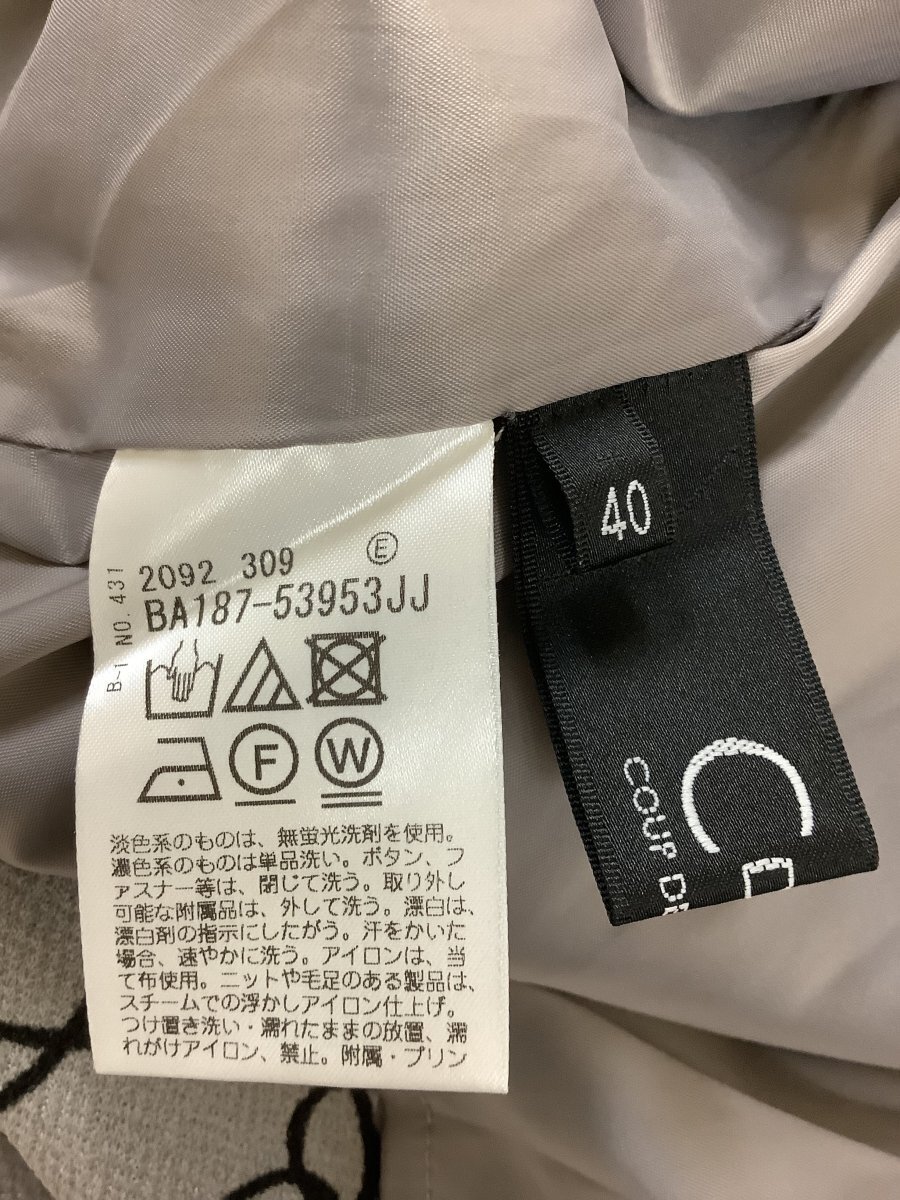 B-1 NO. 431
2092 309 Ⓔ
BA187-53953JJ
F
W
淡色系のものは、無蛍光洗剤を使用。
濃色系のものは単品洗い。ボタン、フ
ァスナー等は、閉じて洗う。取り外し
可能な附属品は、外して洗う。漂白は、
漂白剤の指示にしたがう。汗をかいた
場合、速やかに洗う。アイロンは、当
て布使用。ニットや毛足のある製品は、
スチームでの浮かしアイロン仕上げ。
つけ置き洗い・濡れたままの放置、濡
れがけアイロン、禁止。附属・プリン
40
C
COUP DE